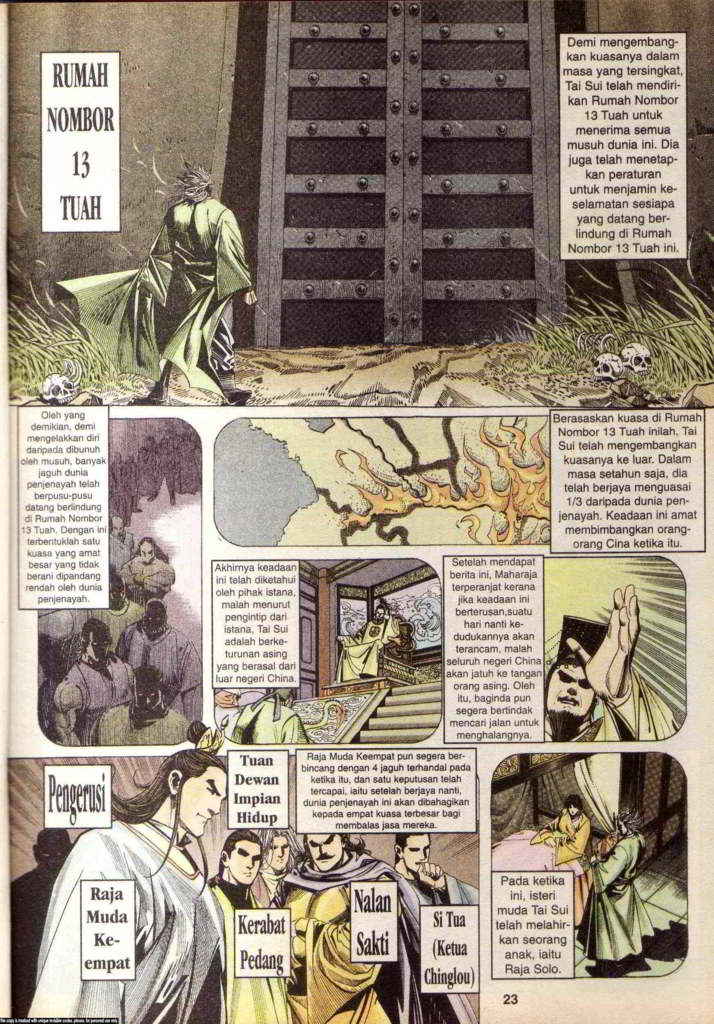 RUMAH
NOMBOR
13
TUAH
Demi mengembang-
kan kuasanya dalam
masa yang tersingkat,
Tai Sui telah mendiri-
kan Rumah Nombor
13 Tuah untuk
menerima semua
musuh dunia ini. Dia
juga telah menetap-
kan peraturan
untuk menjamin ke-
selamatan sesiapa
yang datang ber-
lindung di Rumah
Nombor 13 Tuah ini.
Oleh yang
demikian, demi
mengelakkan diri
daripada dibunuh
oleh musuh, banyak
jaguh dunia
penjenayah telah
berpusu-pusu
datang berlindung
di Rumah Nombor
13 Tuah. Dengan ini
terbentuklah satu
kuasa yang amat
besar yang tidak
berani dipandang
rendah oleh dunia
penjenayah.
Berasaskan kuasa di Rumah
Nombor 13 Tuah inilah, Tai
Sui telah mengembangkan
kuasanya ke luar. Dalam
masa setahun saja, dia
telah berjaya menguasai
1/3 daripada dunia pen-
jenayah. Keadaan ini amat
membimbangkan orang-
orang Cina ketika itu.
Akhirnya keadaan
ini telah diketahui
oleh pihak istana,
malah menurut
pengintip dari
istana, Tai Sui
adalah berke-
turunan asing
yang berasal dari
luar negeri China.
Setelah mendapat
berita ini, Maharaja
terperanjat kerana
jika keadaan ini
berterusan,suatu
hari nanti ke-
dudukannya akan
terancam, malah
seluruh negeri China
akan jatuh ke tangan
orang asing. Oleh
itu, baginda pun
segera bertindak
mencari jalan untuk
menghalangnya.
Pengerusi
Tuan
Dewan
Impian
Hidup
Raja Muda Keempat pun segera ber-
bincang dengan 4 jaguh terhandal pada
ketika itu, dan satu keputusan telah
tercapai, iaitu setelah berjaya nanti,
dunia penjenayah ini akan dibahagikan
kepada empat kuasa terbesar bagi
membalas jasa mereka.
Raja
Muda
Ke-
empat
Kerabat
Pedang
Nalan
Sakti
Si Tua
(Ketua
Chinglou)
Pada ketika
ini, isteri
muda Tai Sui
telah melahir-
kan seorang
anak, iaitu
Raja Solo.
23
This copy is marked with unique invisible codes, please, for personal use only